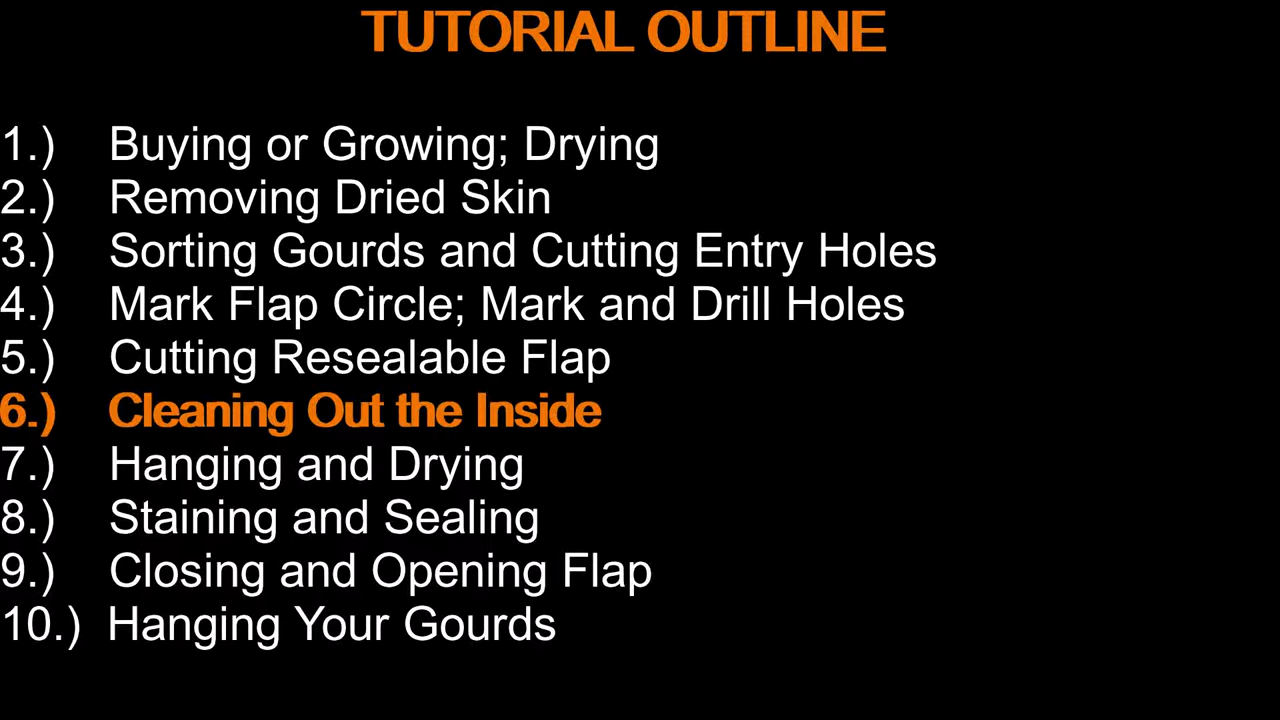 TUTORIAL OUTLINE
1.) Buying or Growing; Drying
2.) Removing Dried Skin
3.) Sorting Gourds and Cutting Entry Holes
4.) Mark Flap Circle; Mark and Drill Holes
5.) Cutting Resealable Flap
6.) Cleaning Out the Inside
7.) Hanging and Drying
8.) Staining and Sealing
9.) Closing and Opening Flap
10.) Hanging Your Gourds